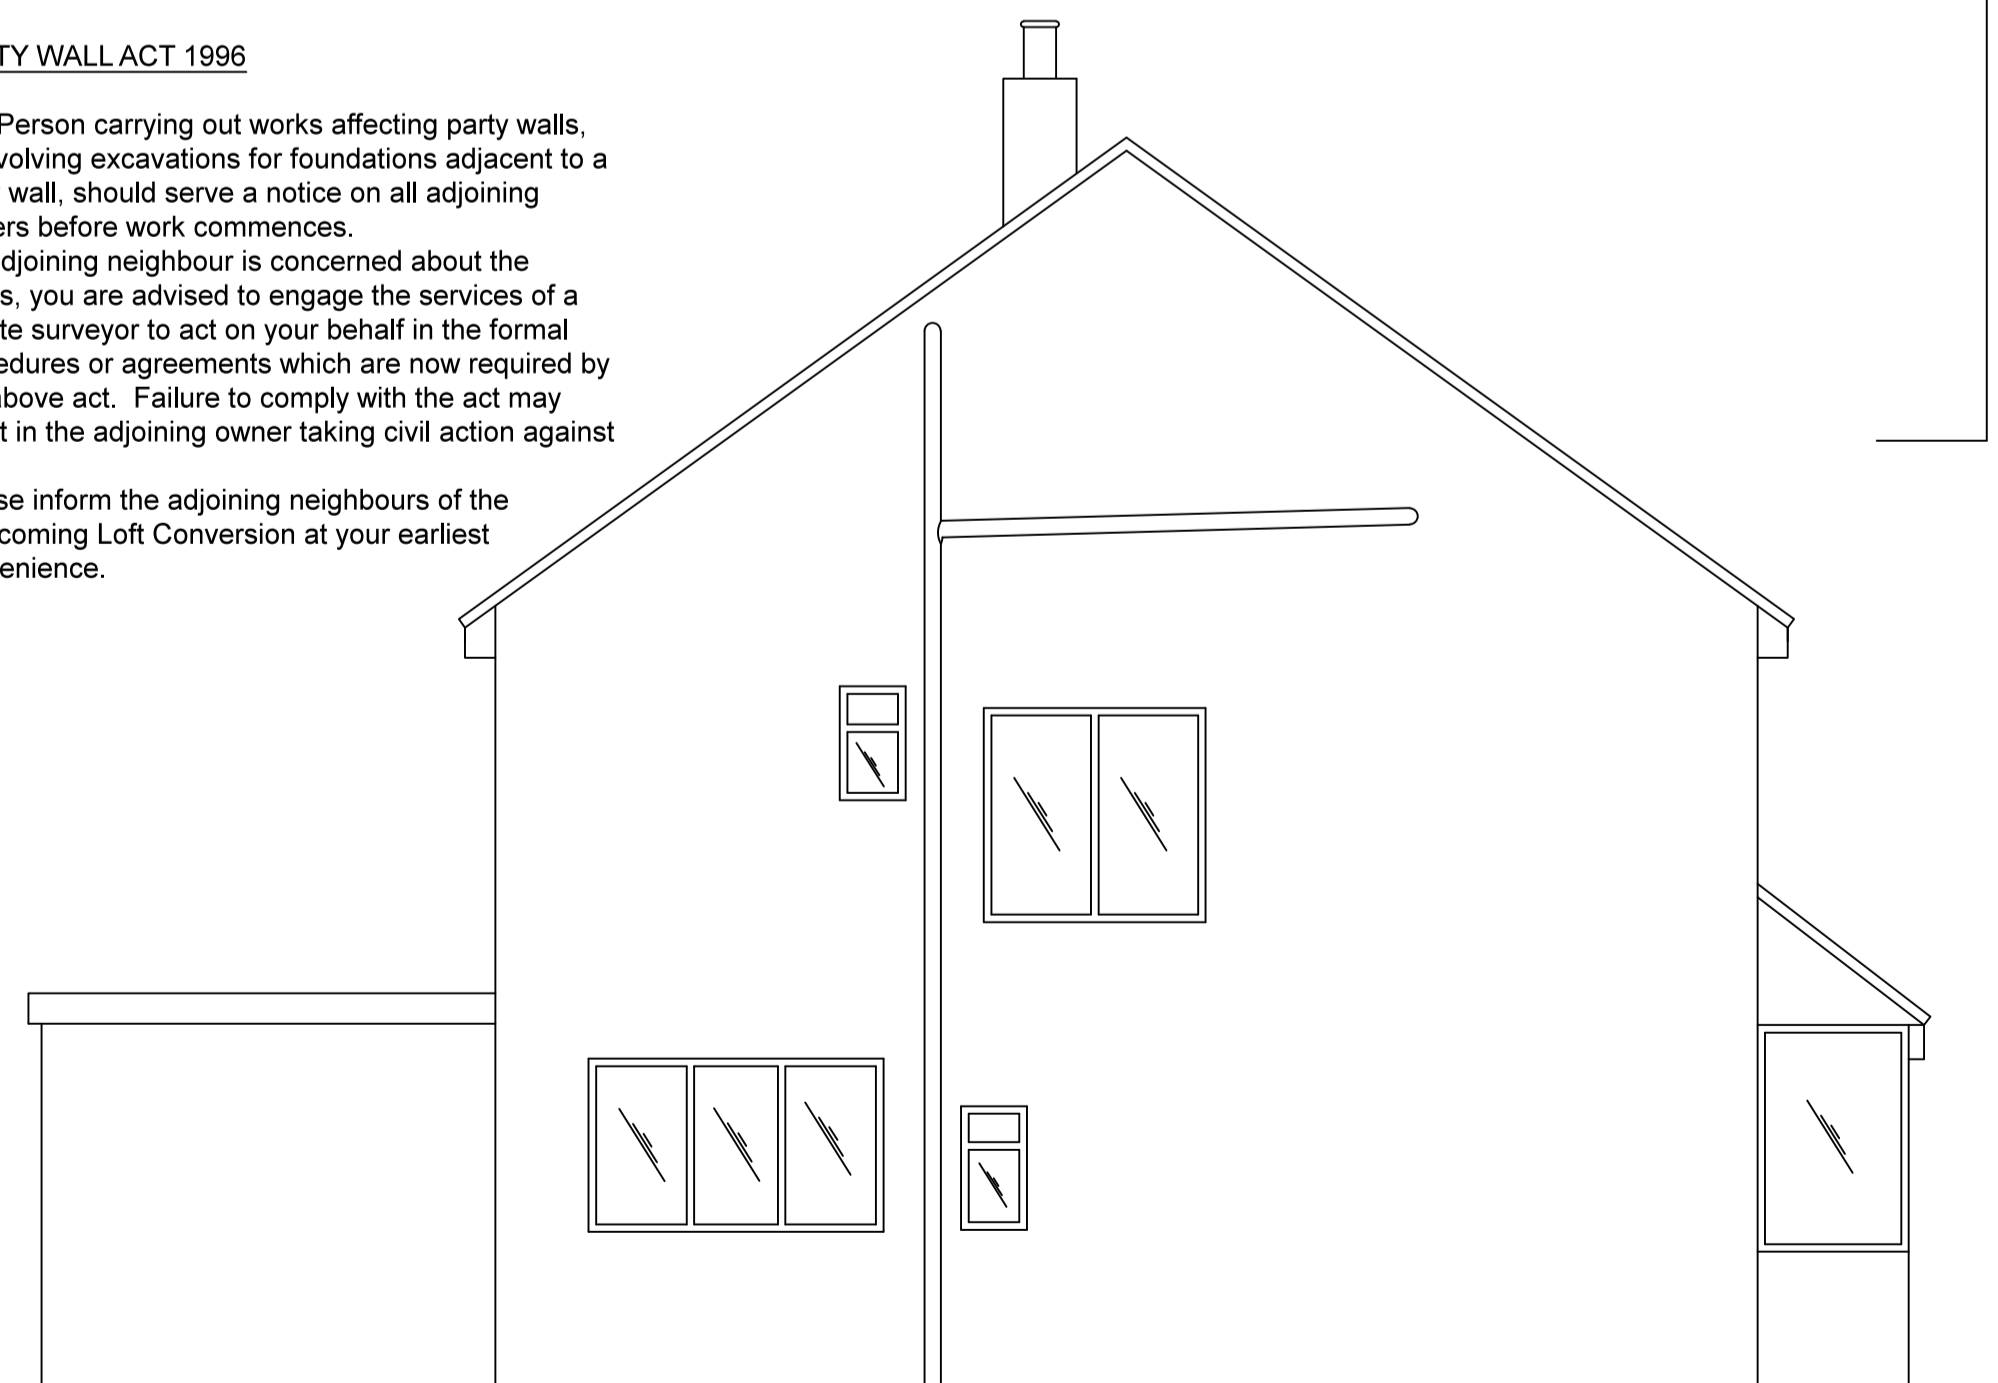 TY WALL ACT 1996
Person carrying out works affecting party walls,
volving excavations for foundations adjacent to a
wall, should serve a notice on all adjoining
ers before work commences.
djoining neighbour is concerned about the
s, you are advised to engage the services of a
te surveyor to act on your behalf in the formal
edures or agreements which are now required by
above act. Failure to comply with the act may
t in the adjoining owner taking civil action against
se inform the adjoining neighbours of the
coming Loft Conversion at your earliest
enience.